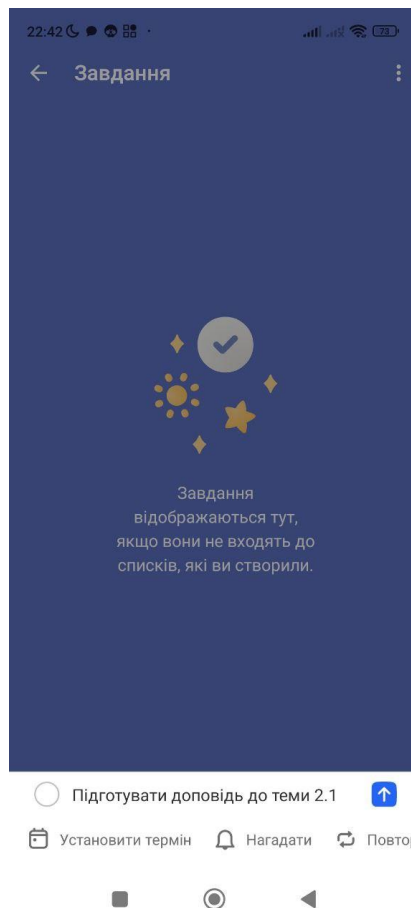 22:42
73
Завдання
Завдання
відображаються тут,
якщо вони не входять до
списків, які ви створили.
Підготувати доповідь до теми 2.1
Установити термін Нагадати Повтор